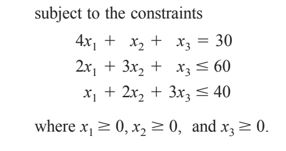 subject to the constraints
4x₁ + x₂ + x₃ = 30
2x₁ + 3x₂ + x₃ ≤ 60
x₁ + 2x₂ + 3x₃ ≤ 40
where x₁ ≥ 0, x₂ ≥ 0, and x₃ ≥ 0.